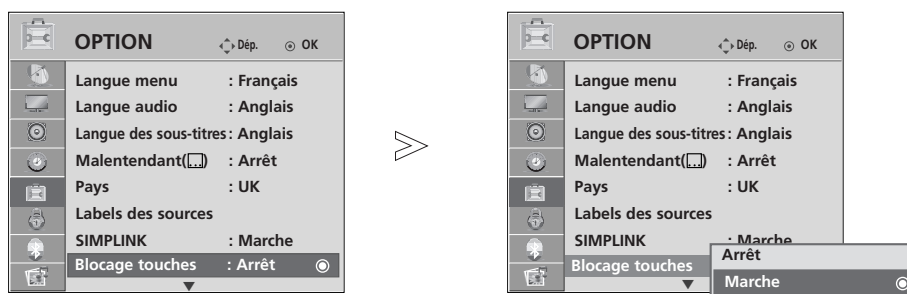 OPTION Dép. OK
Langue menu : Français
Langue audio : Anglais
Langue des sous-titres : Anglais
Malentendant(...) : Arrêt
Pays : UK
Labels des sources
SIMPLINK : Marche
Blocage touches : Arrêt
OPTION Dép. OK
Langue menu : Français
Langue audio : Anglais
Langue des sous-titres : Anglais
Malentendant(...) : Arrêt
Pays : UK
Labels des sources
SIMPLINK : Marche
Blocage touches
Arrêt
Marche